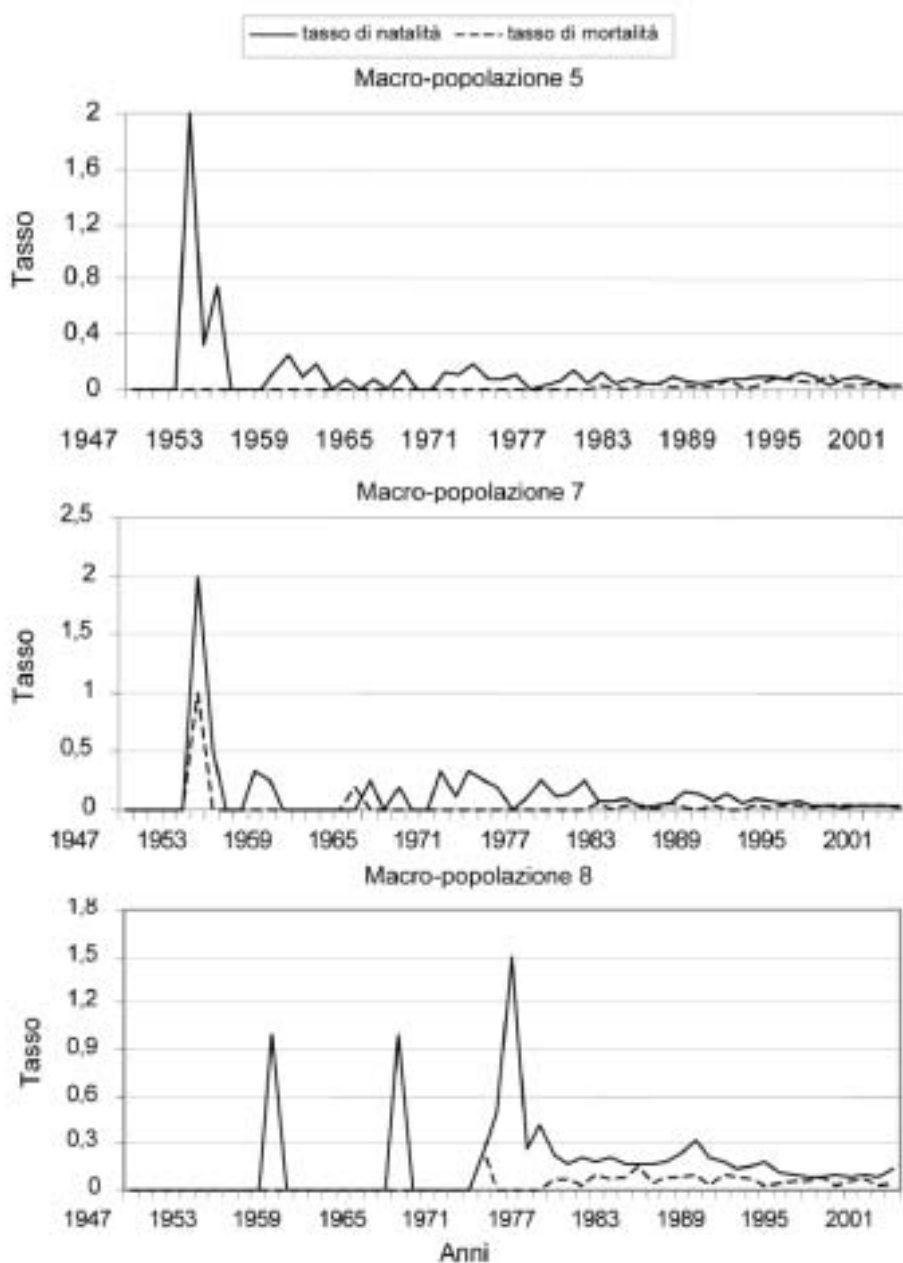 tasso di natalità tasso di mortalità
Macro-popolazione 5
2
1,6
1,2
0,8
0,4
0
Tasso
1947 1953 1959 1965 1971 1977 1983 1989 1995 2001
Macro-popolazione 7
2,5
2
1,5
1
0,5
0
Tasso
1947 1953 1959 1965 1971 1977 1983 1989 1995 2001
Macro-popolazione 8
1,8
1,5
1,2
0,9
0,6
0,3
0
Tasso
1947 1953 1959 1965 1971 1977 1983 1989 1995 2001
Anni